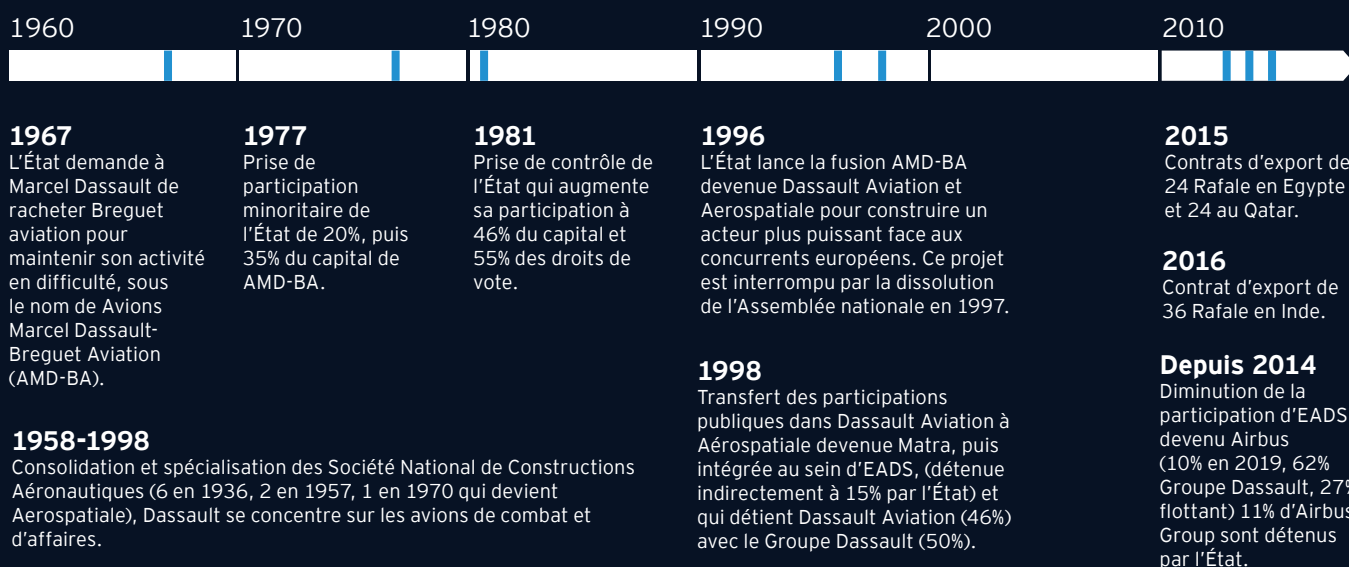 1960 1970 1980 1990 2000 2010
1967
L'État demande à
Marcel Dassault de
racheter Breguet
aviation pour
maintenir son activité
en difficulté, sous
le nom de Avions
Marcel Dassault-
Breguet Aviation
(AMD-BA).
1977
Prise de
participation
minoritaire de
l'État de 20%, puis
35% du capital de
AMD-BA.
1981
Prise de contrôle de
l'État qui augmente
sa participation à
46% du capital et
55% des droits de
vote.
1958-1998
Consolidation et spécialisation des Société National de Constructions
Aéronautiques (6 en 1936, 2 en 1957, 1 en 1970 qui devient
Aerospatiale), Dassault se concentre sur les avions de combat et
d'affaires.
1996
L'État lance la fusion AMD-BA
devenue Dassault Aviation et
Aerospatiale pour construire un
acteur plus puissant face aux
concurrents européens. Ce projet
est interrompu par la dissolution
de l'Assemblée nationale en 1997.
1998
Transfert des participations
publiques dans Dassault Aviation à
Aérospatiale devenue Matra, puis
intégrée au sein d'EADS, (détenue
indirectement à 15% par l'État) et
qui détient Dassault Aviation (46%)
avec le Groupe Dassault (50%).
2015
Contrats d'export de
24 Rafale en Egypte
et 24 au Qatar.
2016
Contrat d'export de
36 Rafale en Inde.
Depuis 2014
Diminution de la
participation d'EADS
devenu Airbus
(10% en 2019, 62%
Groupe Dassault, 27%
flottant) 11% d'Airbus
Group sont détenus
par l'État.